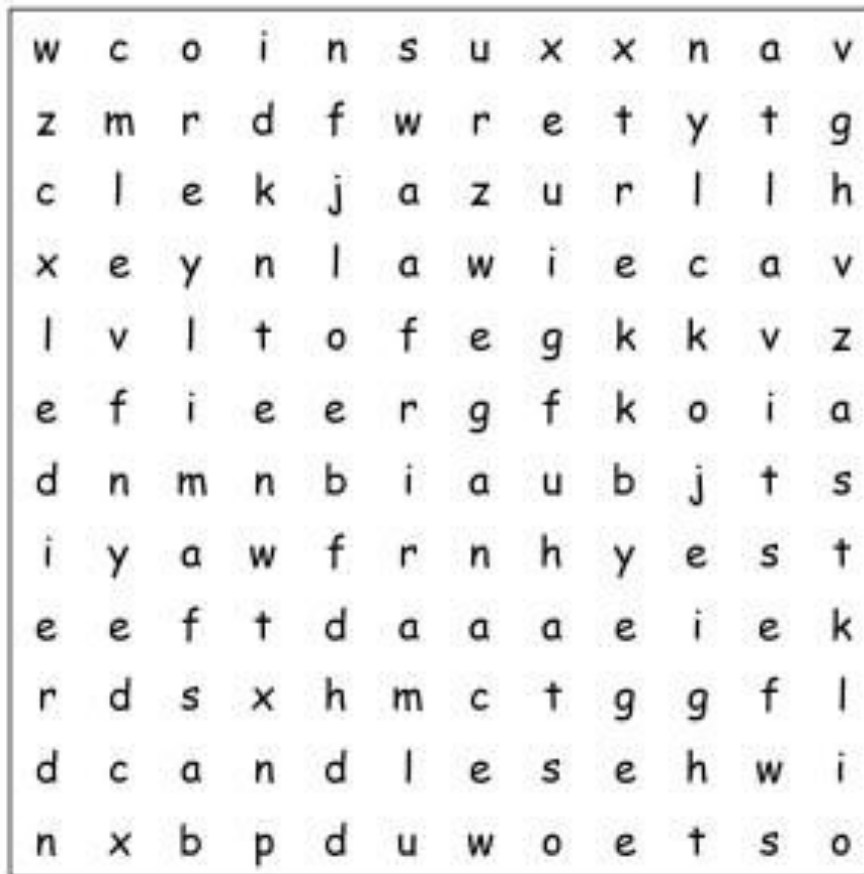 w c o i n s u x x n a v
z m r d f w r e t y t g
c l e k j a z u r l l h
x e y n l a w i e c a v
l v l t o f e g k k v z
e f i e e r g f k o i a
d n m n b i a u b j t s
i y a w f r n h y e s t
e e f t d a a a e i e k
r d s x h m c t g g f l
d c a n d l e s e h w i
n x b p d u w o e t s o